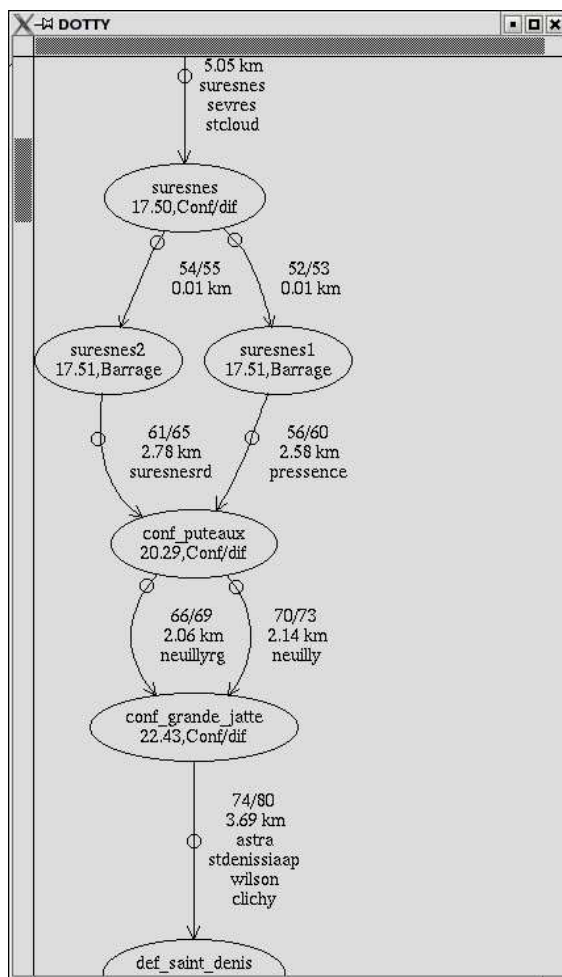 DOTTY
5.05 km
suresnes
sevres
stcloud
suresnes
17.50,Conf/dif
54/55
0.01 km
52/53
0.01 km
suresnes2
17.51,Barrage
suresnes1
17.51,Barrage
61/65
2.78 km
suresnesrd
56/60
2.58 km
pressence
conf_puteaux
20.29,Conf/dif
66/69
2.06 km
neuillyrg
70/73
2.14 km
neuilly
conf_grande_jatte
22.43,Conf/dif
74/80
3.69 km
astra
stdenissiaap
wilson
clichy
def_saint_denis